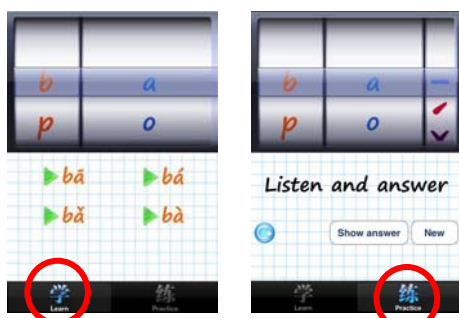 b a
p o
bā bá
bǎ bà
学 练
Learn Practice
b a
p o
Listen and answer
Show answer New
学 练
Learn Practice